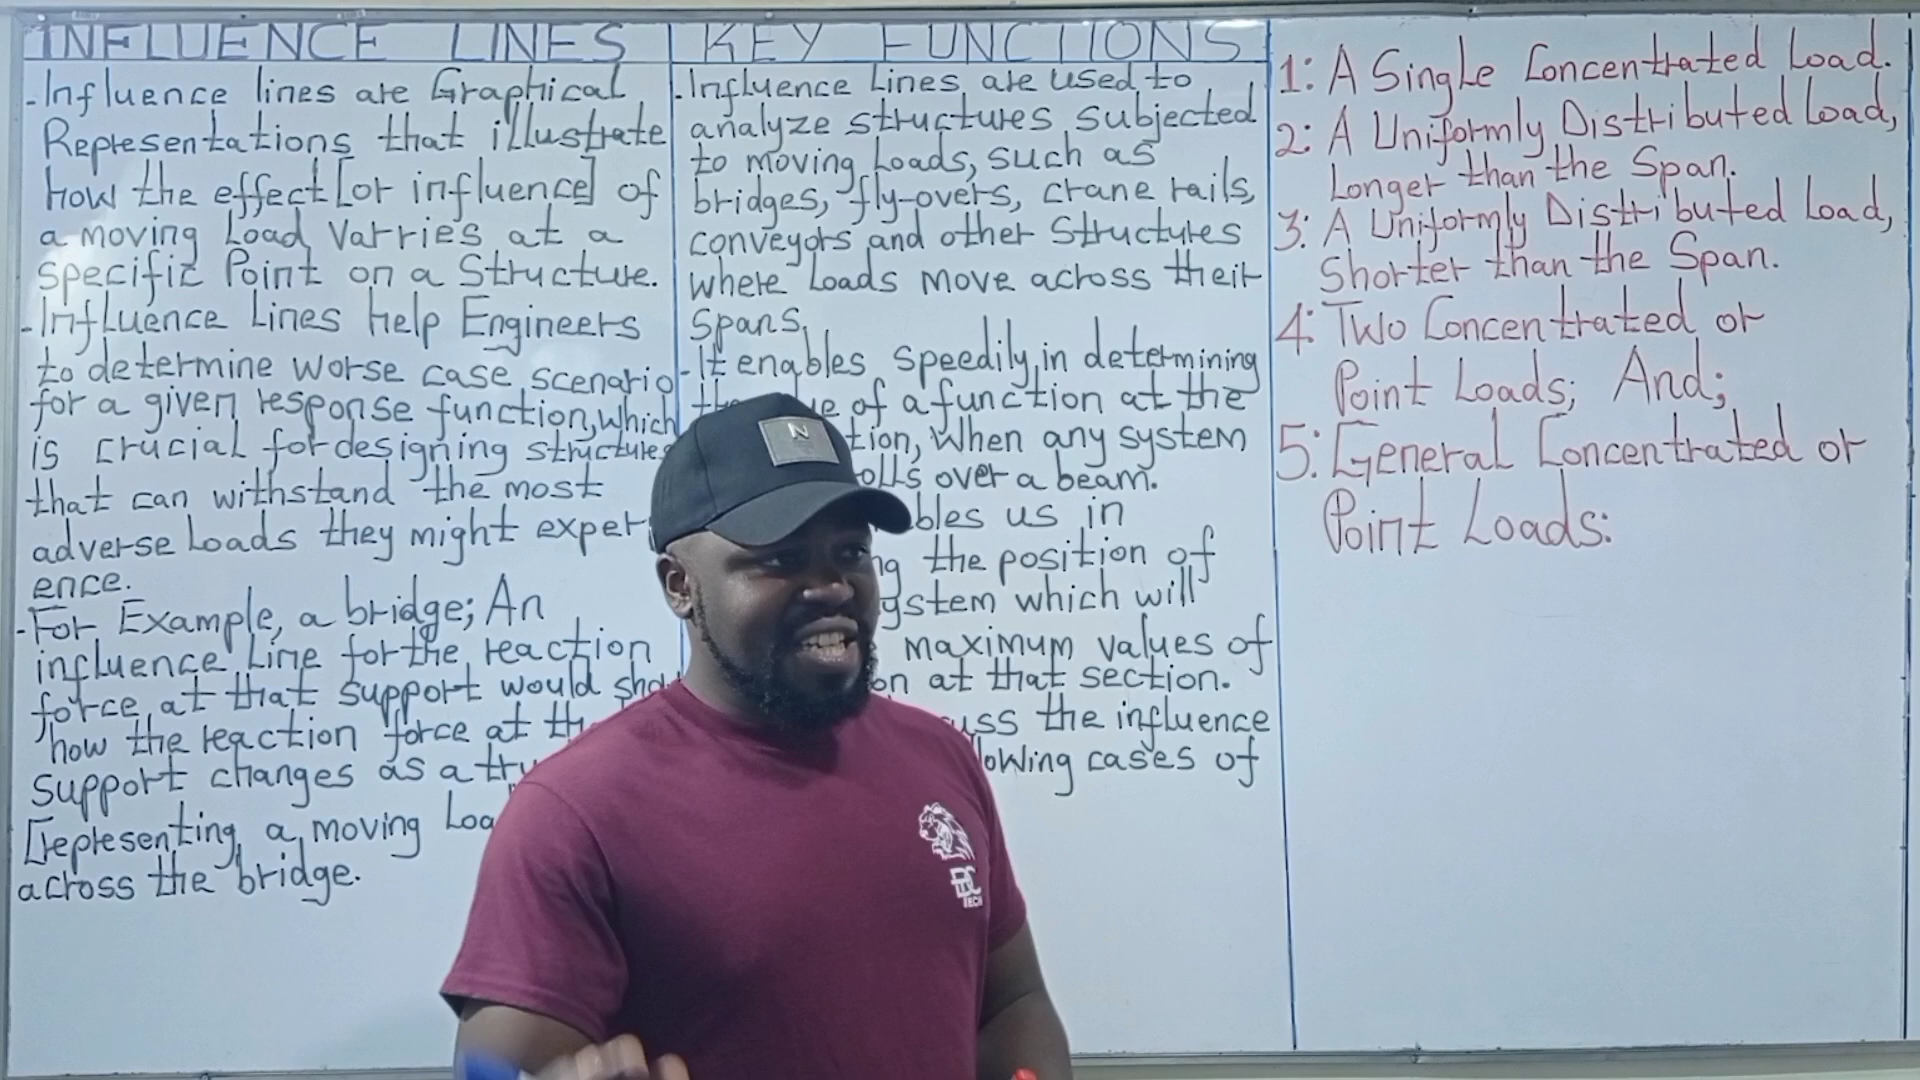 INFLUENCE LINES
-Influence lines are Graphical
Representations that illustrate
how the effect [or influence] of
a moving Load Varries at a
specific Point on a Structure.
-Influence Lines help Engineers
to determine worse case scenario
for a given response function, which
is crucial for designing structures
that can withstand the most
adverse Loads they might exper
ence.
-For Example, a bridge; An
influence Line for the reaction
force at that support would sho
how the reaction force at th
support changes as a tru
[representing a moving Loa
across the bridge.
KEY FUNCTIONS
-Influence Lines are used to
analyze structures subjected
to moving Loads, such as
bridges, fly-overs, crane rails,
conveyors and other Structures
where Loads move across their
Spans.
-It enables speedily in determining
of a function at the
tion, When any system
olls over a beam.
bles us in
ng the position of
ystem which will
maximum values of
on at that section.
uss the influence
lowing cases of
1: A Single Concentrated Load.
2: A Uniformly Distributed Load,
Longer than the Span.
3: A Uniformly Distributed Load,
Shorter than the Span.
4: Two Concentrated or
Point Loads; And;
5: General Concentrated or
Point Loads:
N
TECH